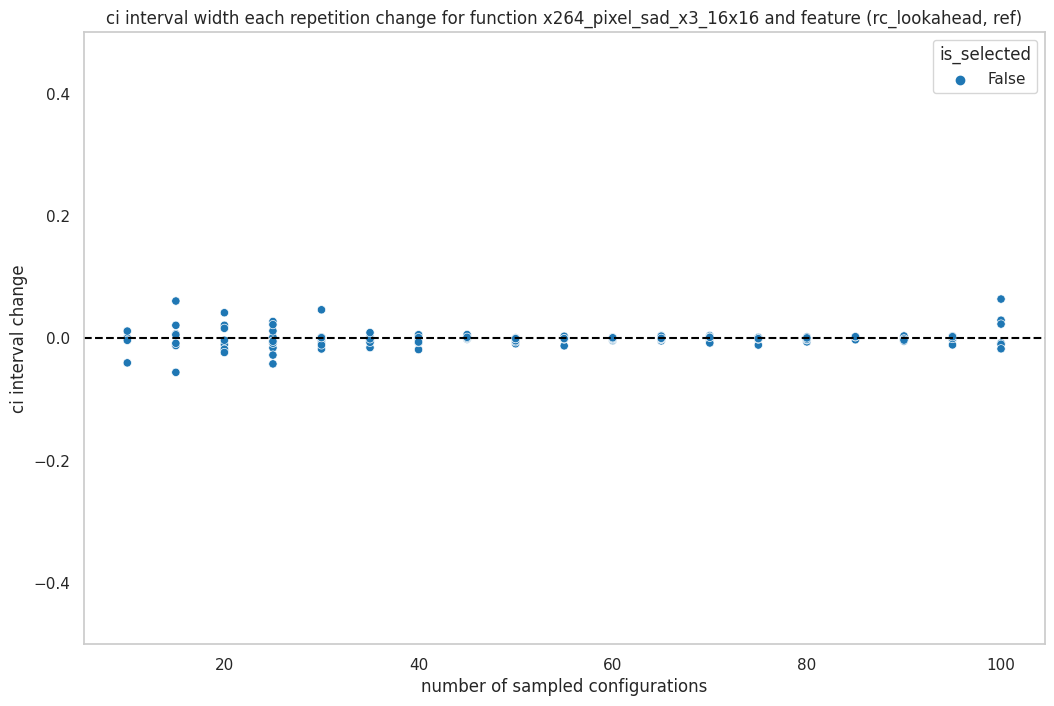 ci interval width each repetition change for function x264_pixel_sad_x3_16x16 and feature (rc_lookahead, ref)
is_selected
False
0.4
0.2
0.0
−0.2
−0.4
ci interval change
20
40
60
80
100
number of sampled configurations